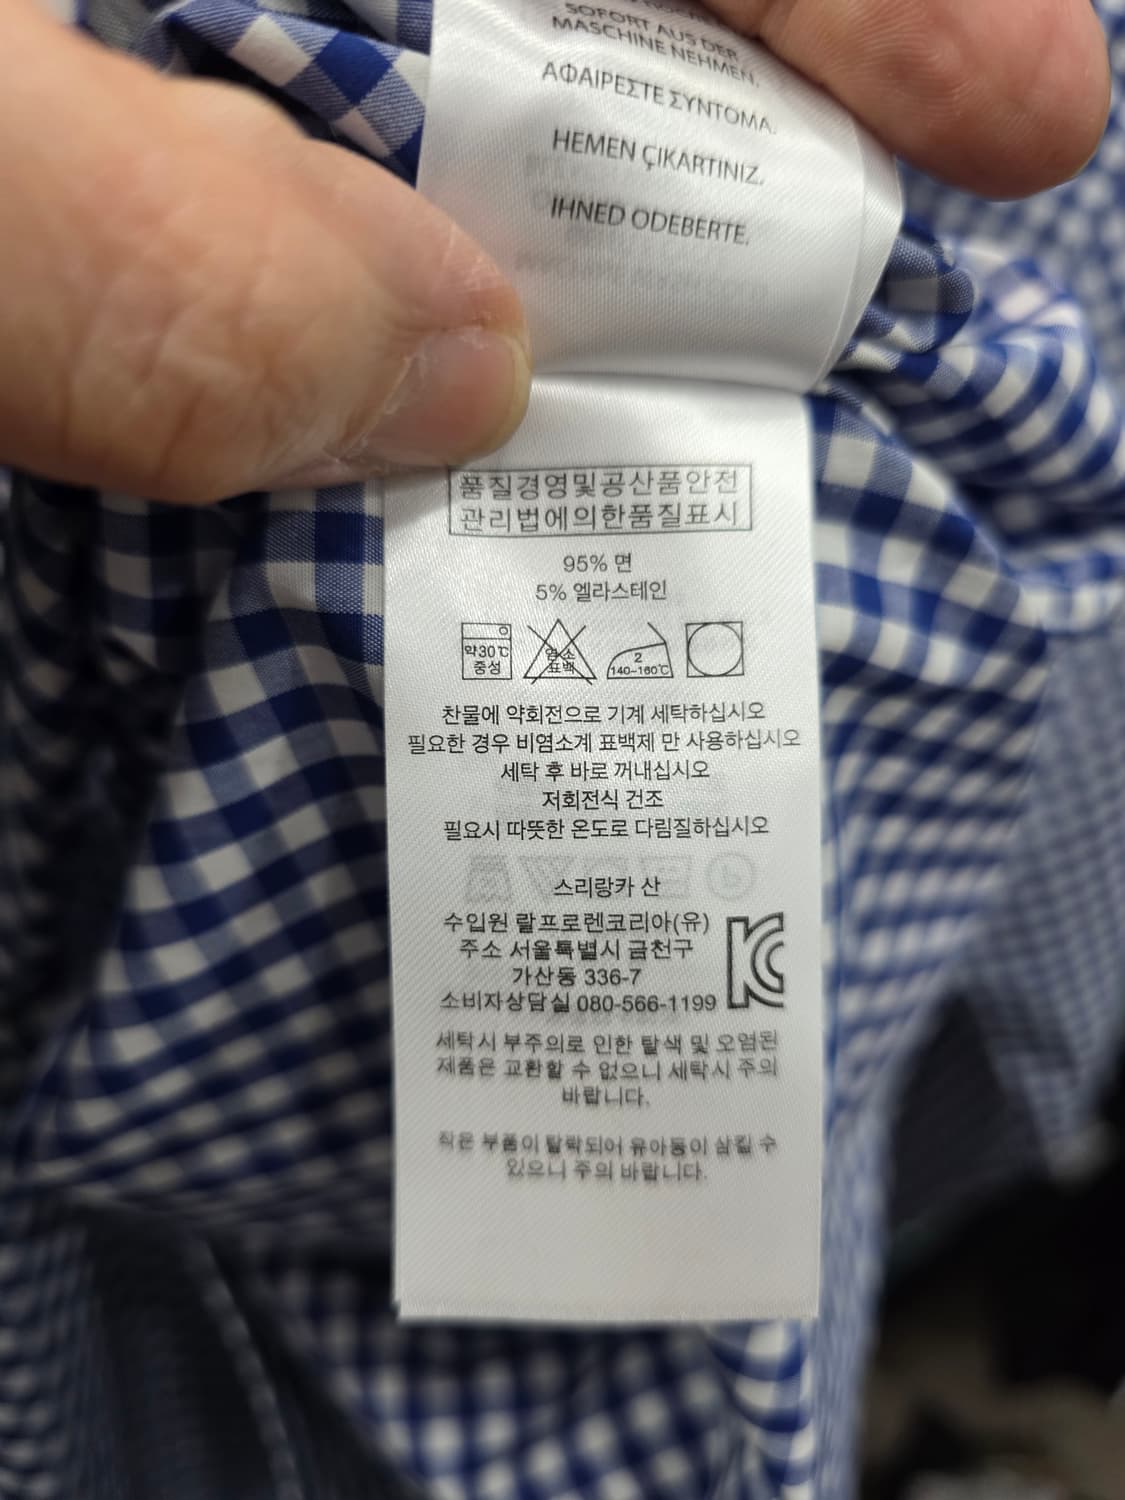 SOFORT AUS DER
MASCHINE NEHMEN.
ΑΦΑΙΡΕΣΤΕ ΣΥΝΤΟΜΑ.
HEMEN ÇIKARTINIZ.
IHNED ODEBERTE.
품질경영및공산품안전
관리법에의한품질표시
95% 면
5% 엘라스테인
약30℃
중성
염소
표백
2
140~160℃
찬물에 약회전으로 기계 세탁하십시오
필요한 경우 비염소계 표백제 만 사용하십시오
세탁 후 바로 꺼내십시오
저회전식 건조
필요시 따뜻한 온도로 다림질하십시오
스리랑카 산
수입원 랄프로렌코리아(유)
주소 서울특별시 금천구
가산동 336-7
소비자상담실 080-566-1199
세탁시 부주의로 인한 탈색 및 오염된
제품은 교환할 수 없으니 세탁시 주의
바랍니다.
작은 부품이 탈락되어 유아등이 삼킬 수
있으니 주의 바랍니다.